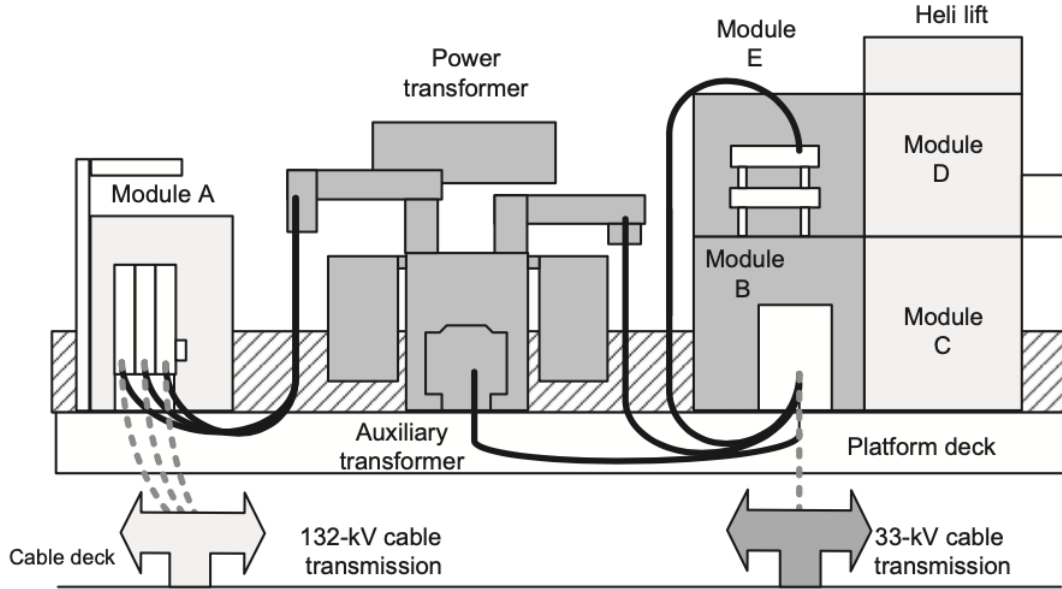 Heli lift
Module
E
Power
transformer
Module A
Module
D
Module
B
Module
C
Auxiliary
transformer
Platform deck
Cable deck
132-kV cable
transmission
33-kV cable
transmission